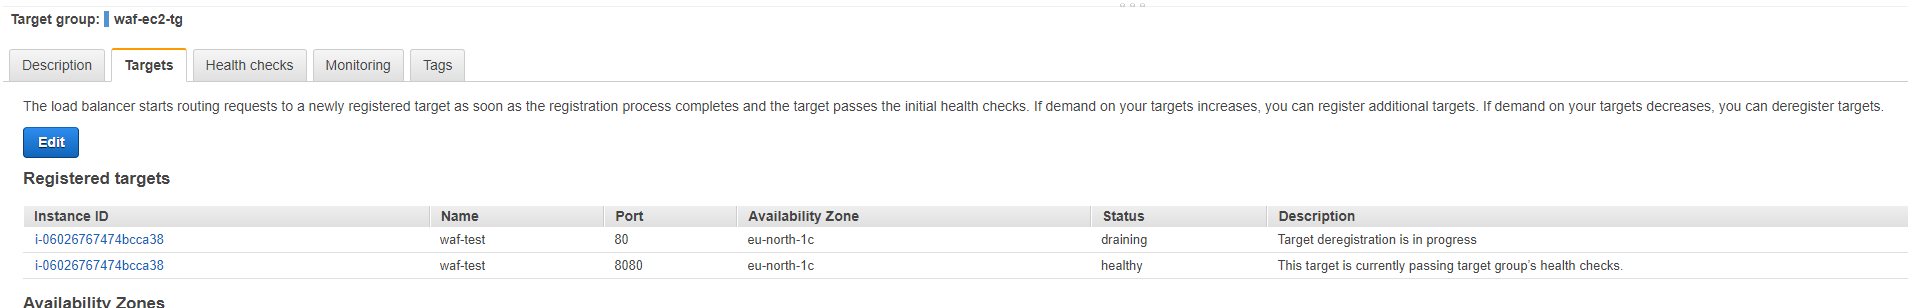 Target group: waf-ec2-tg
Description Targets Health checks Monitoring Tags
The load balancer starts routing requests to a newly registered target as soon as the registration process completes and the target passes the initial health checks. If demand on your targets increases, you can register additional targets. If demand on your targets decreases, you can deregister targets.
Edit
Registered targets
Instance ID Name Port Availability Zone Status Description
i-06026767474bcca38 waf-test 80 eu-north-1c draining Target deregistration is in progress
i-06026767474bcca38 waf-test 8080 eu-north-1c healthy This target is currently passing target group's health checks.
Availability Zones